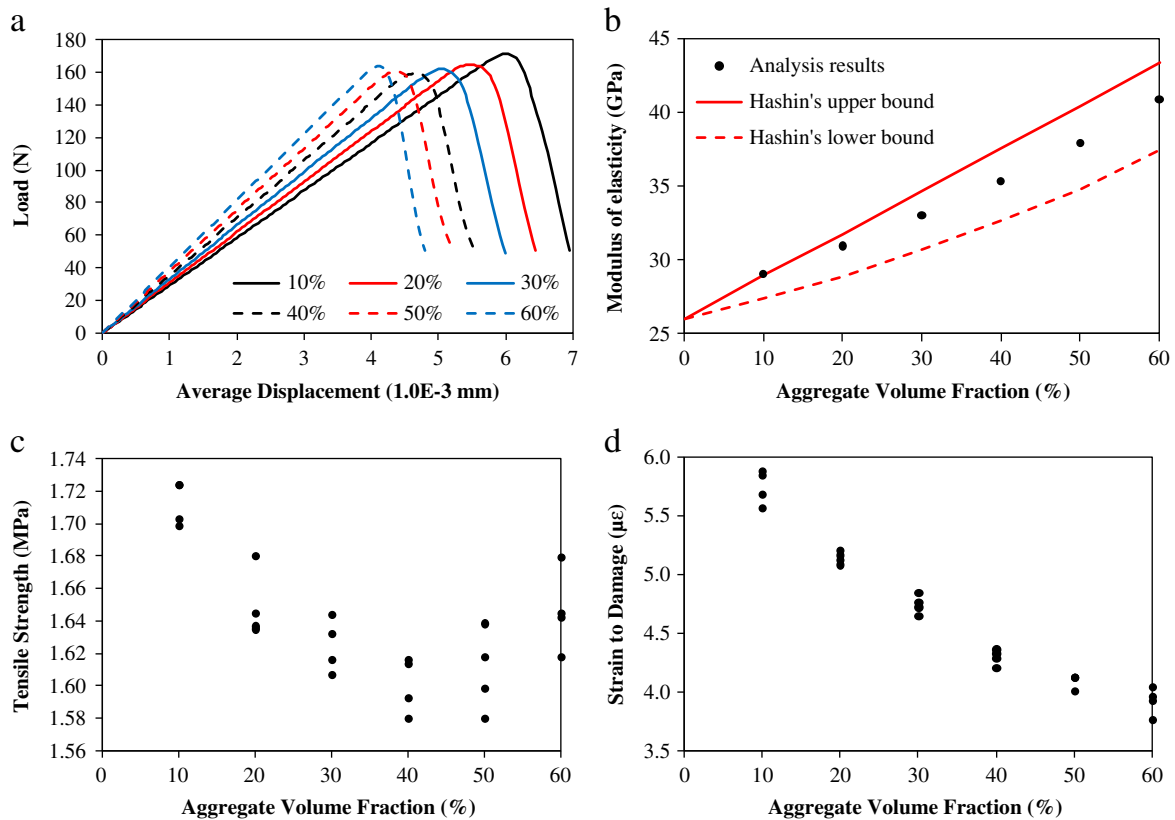 a
180
160
140
120
100
80
60
40
20
0
Load (N)
10% 20% 30%
40% 50% 60%
0 1 2 3 4 5 6 7
Average Displacement (1.0E-3 mm)
b
45
40
35
30
25
Modulus of elasticity (GPa)
Analysis results
Hashin's upper bound
Hashin's lower bound
0 10 20 30 40 50 60
Aggregate Volume Fraction (%)
c
1.74
1.72
1.70
1.68
1.66
1.64
1.62
1.60
1.58
1.56
Tensile Strength (MPa)
0 10 20 30 40 50 60
Aggregate Volume Fraction (%)
d
6.0
5.5
5.0
4.5
4.0
3.5
Strain to Damage (με)
0 10 20 30 40 50 60
Aggregate Volume Fraction (%)